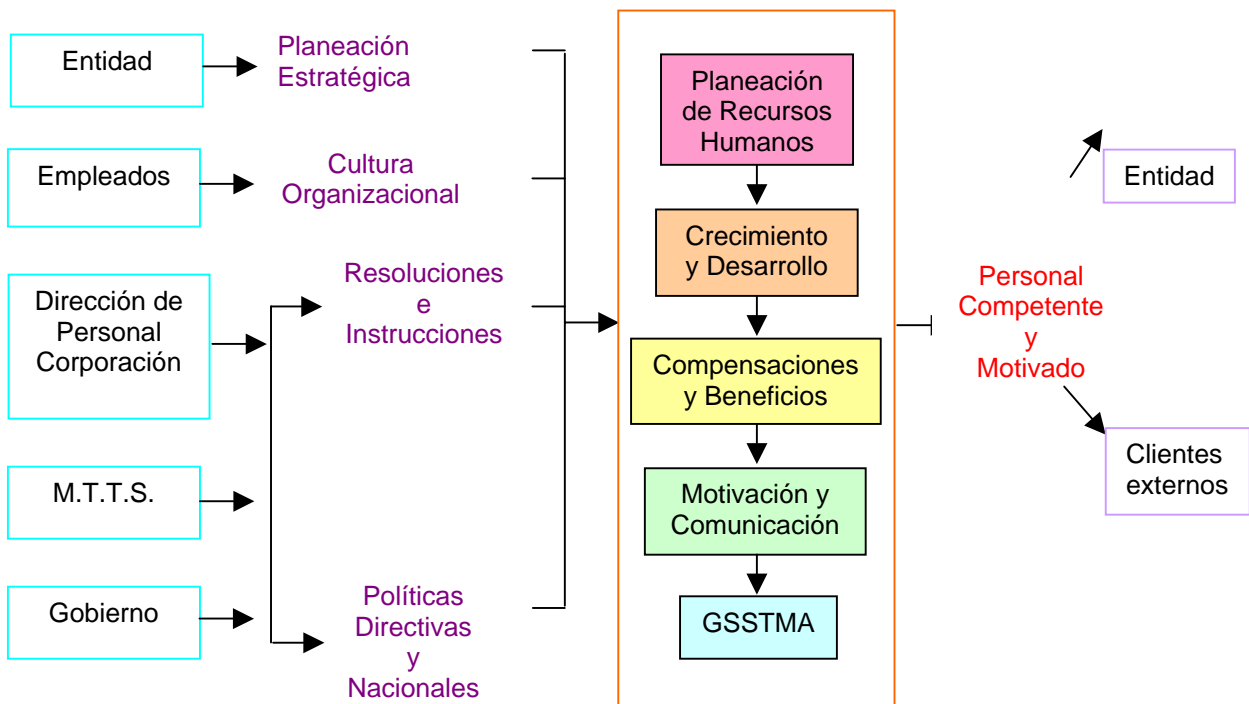 Entidad
Planeación
Estratégica
Empleados
Cultura
Organizacional
Dirección de
Personal
Corporación
Resoluciones
e
Instrucciones
M.T.T.S.
Gobierno
Políticas
Directivas
y
Nacionales
Planeación
de Recursos
Humanos
Crecimiento
y Desarrollo
Compensaciones
y Beneficios
Motivación y
Comunicación
GSSTMA
Personal
Competente
y
Motivado
Entidad
Clientes
externos